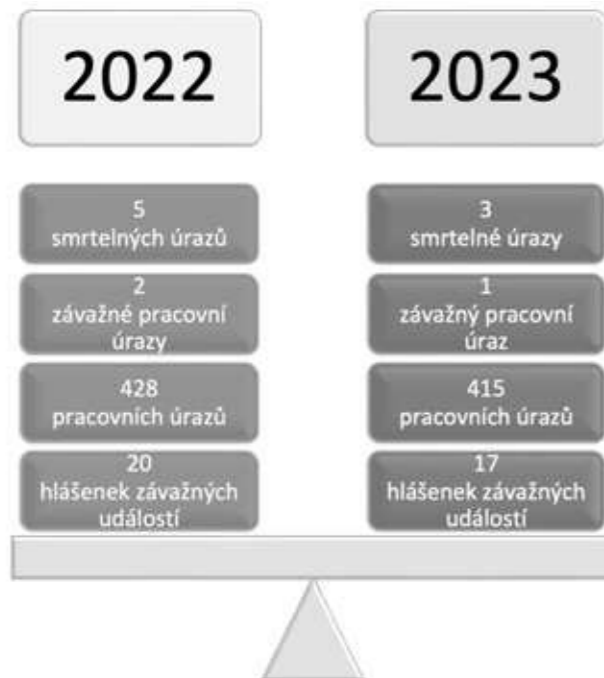 2022
5
smrtelných úrazů
2
závažné pracovní
úrazy
428
pracovních úrazů
20
hlášenek závažných
událostí
2023
3
smrtelné úrazy
1
závažný pracovní
úraz
415
pracovních úrazů
17
hlášenek závažných
událostí